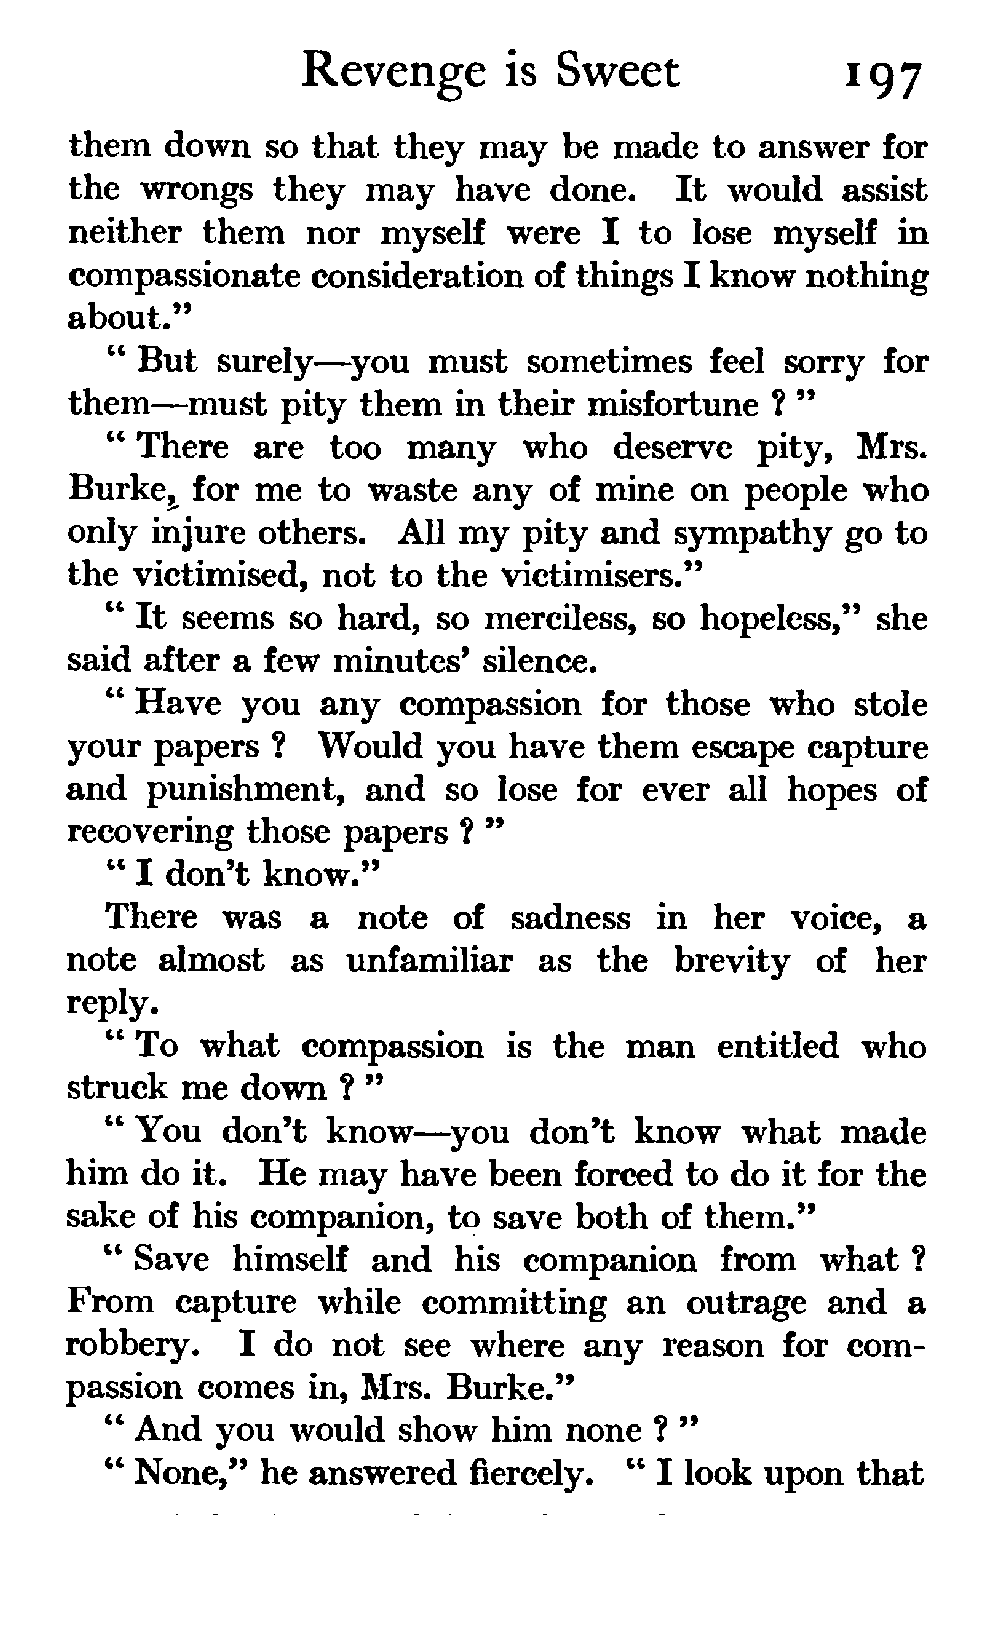 Revenge is Sweet 197
them down so that they may be made to answer for
the wrongs they may have done. It would assist
neither them nor myself were I to lose myself in
compassionate consideration of things I know nothing
about."
" But surely—you must sometimes feel sorry for
them—must pity them in their misfortune ? "
" There are too many who deserve pity, Mrs.
Burke, for me to waste any of mine on people who
only injure others. All my pity and sympathy go to
the victimised, not to the victimisers."
" It seems so hard, so merciless, so hopeless," she
said after a few minutes' silence.
" Have you any compassion for those who stole
your papers ? Would you have them escape capture
and punishment, and so lose for ever all hopes of
recovering those papers ? "
" I don't know."
There was a note of sadness in her voice, a
note almost as unfamiliar as the brevity of her
reply.
" To what compassion is the man entitled who
struck me down ? "
" You don't know—you don't know what made
him do it. He may have been forced to do it for the
sake of his companion, to save both of them."
" Save himself and his companion from what ?
From capture while committing an outrage and a
robbery. I do not see where any reason for com-
passion comes in, Mrs. Burke."
" And you would show him none ? "
" None," he answered fiercely. " I look upon that